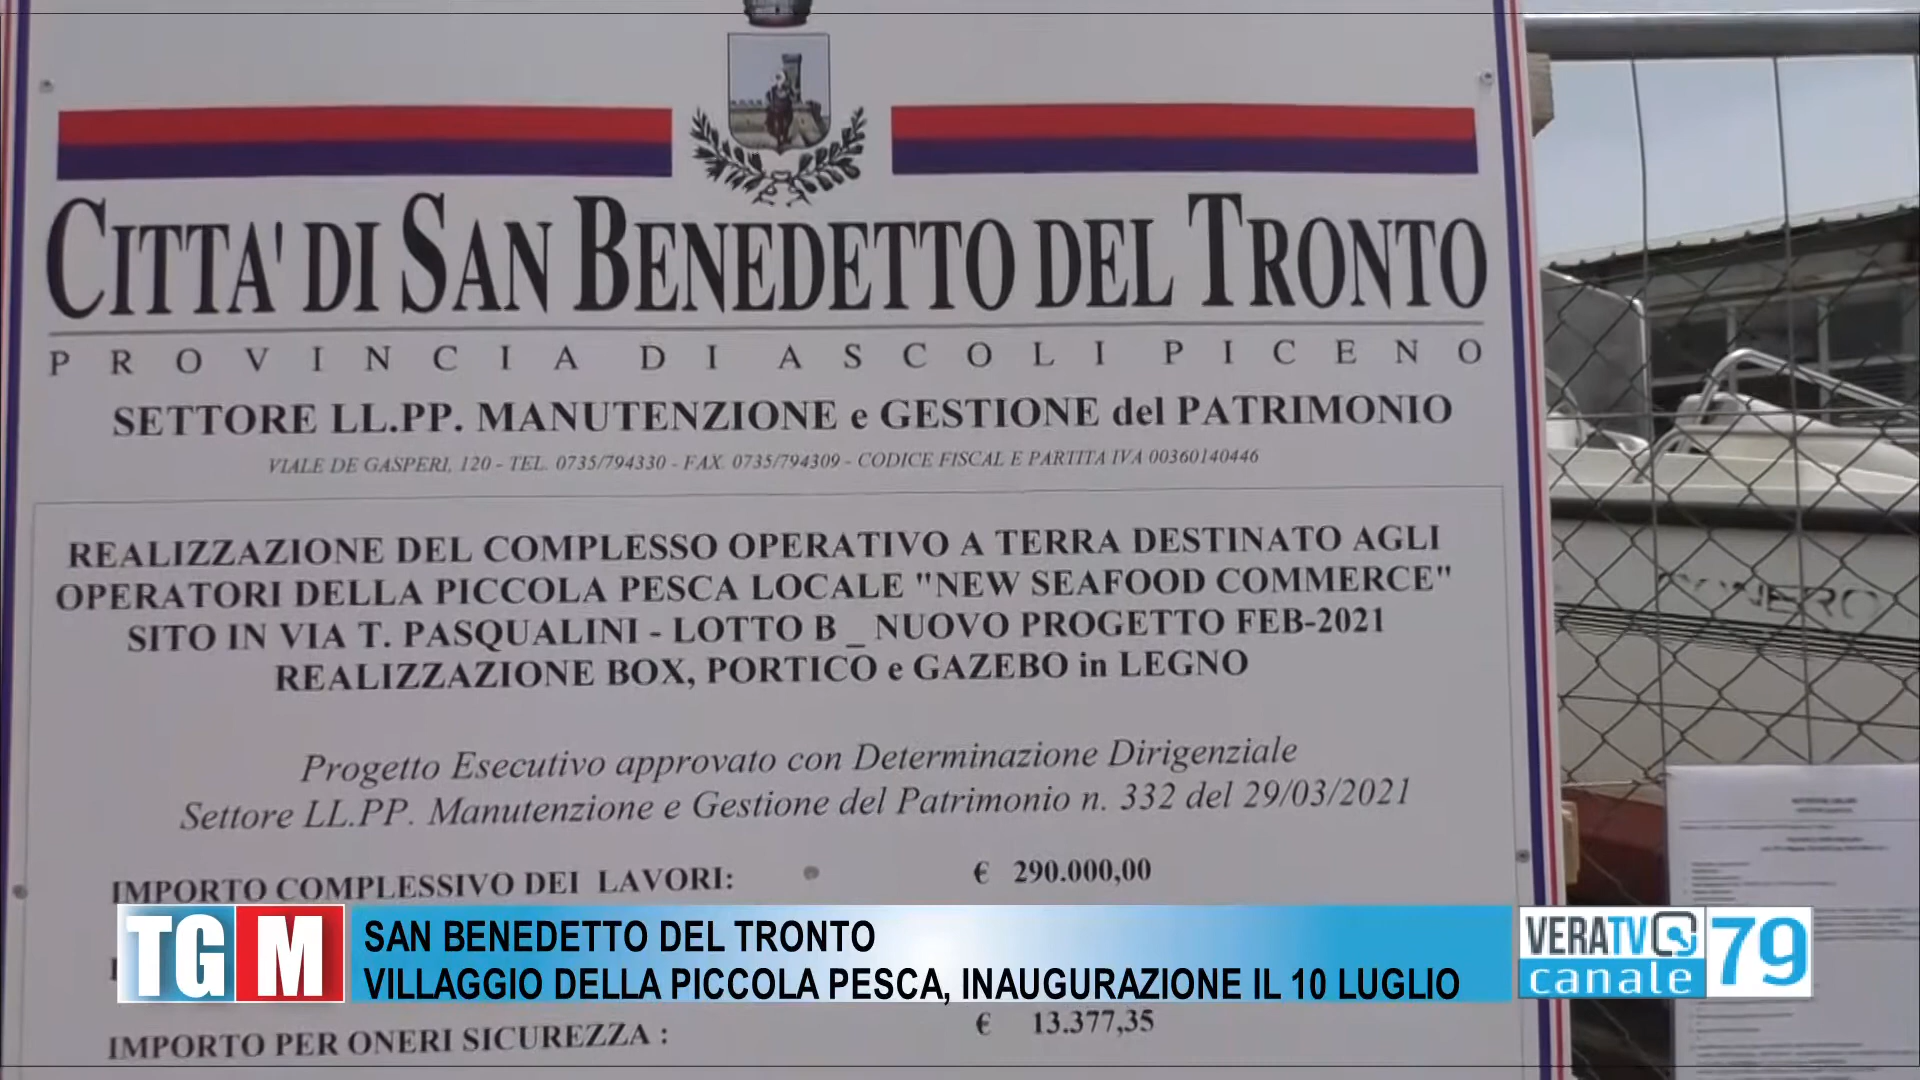 CITTA' DI SAN BENEDETTO DEL TRONTO
PROVINCIA DI ASCOLI PICENO
SETTORE LL.PP. MANUTENZIONE e GESTIONE del PATRIMONIO
VIALE DE GASPERI, 120 - TEL. 0735/794330 - FAX. 0735/794309 - CODICE FISCAL E PARTITA IVA 00360140446
REALIZZAZIONE DEL COMPLESSO OPERATIVO A TERRA DESTINATO AGLI
OPERATORI DELLA PICCOLA PESCA LOCALE "NEW SEAFOOD COMMERCE"
SITO IN VIA T. PASQUALINI - LOTTO B _ NUOVO PROGETTO FEB-2021
REALIZZAZIONE BOX, PORTICO e GAZEBO in LEGNO
Progetto Esecutivo approvato con Determinazione Dirigenziale
Settore LL.PP. Manutenzione e Gestione del Patrimonio n. 332 del 29/03/2021
IMPORTO COMPLESSIVO DEI LAVORI: € 290.000,00
TGM SAN BENEDETTO DEL TRONTO
VILLAGGIO DELLA PICCOLA PESCA, INAUGURAZIONE IL 10 LUGLIO
VERATV
canale 79
IMPORTO PER ONERI SICUREZZA : € 13.377,35